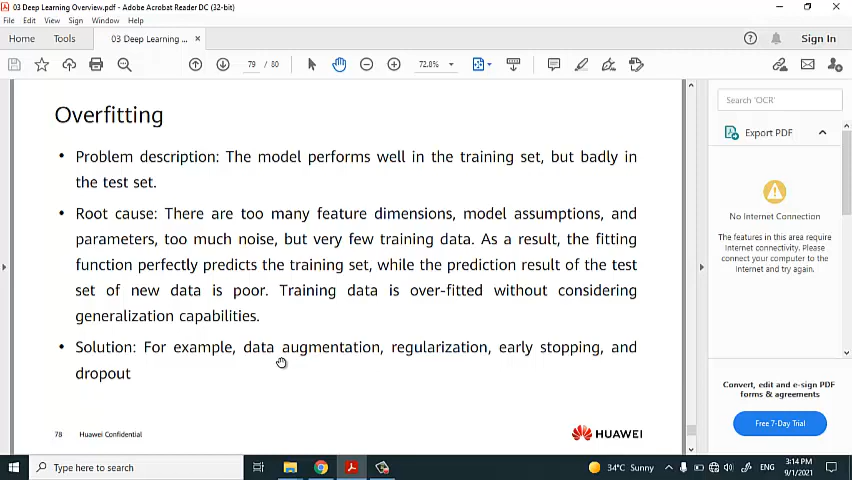 03 Deep Learning Overview.pdf - Adobe Acrobat Reader DC (32-bit)
File Edit View Sign Window Help
Home Tools 03 Deep Learning ... × Sign In
79 / 80 72.8%
Overfitting
• Problem description: The model performs well in the training set, but badly in
the test set.
• Root cause: There are too many feature dimensions, model assumptions, and
parameters, too much noise, but very few training data. As a result, the fitting
function perfectly predicts the training set, while the prediction result of the test
set of new data is poor. Training data is over-fitted without considering
generalization capabilities.
• Solution: For example, data augmentation, regularization, early stopping, and
dropout
78 Huawei Confidential
HUAWEI
Search 'OCR'
Export PDF
No Internet Connection
The features in this area require
Internet connectivity. Please
connect your computer to the
Internet and try again.
Convert, edit and e-sign PDF
forms & agreements
Free 7-Day Trial
Type here to search
34°C Sunny
ENG
3:14 PM
9/1/2021